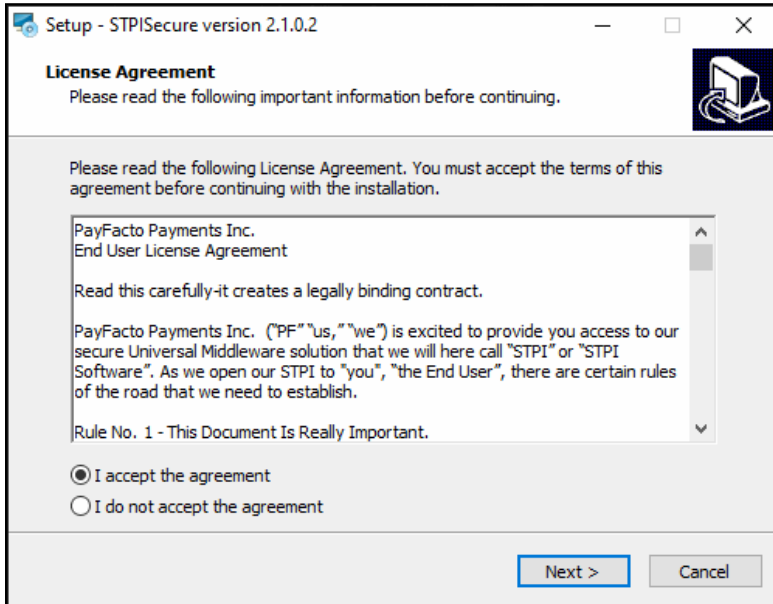 Setup - STPISecure version 2.1.0.2
License Agreement
Please read the following important information before continuing.
Please read the following License Agreement. You must accept the terms of this
agreement before continuing with the installation.
PayFacto Payments Inc.
End User License Agreement
Read this carefully-it creates a legally binding contract.
PayFacto Payments Inc.  (“PF” “us,” “we”) is excited to provide you access to our
secure Universal Middleware solution that we will here call “STPI” or “STPI
Software”. As we open our STPI to "you", “the End User”, there are certain rules
of the road that we need to establish.
Rule No. 1 - This Document Is Really Important.
I accept the agreement
I do not accept the agreement
Next >
Cancel